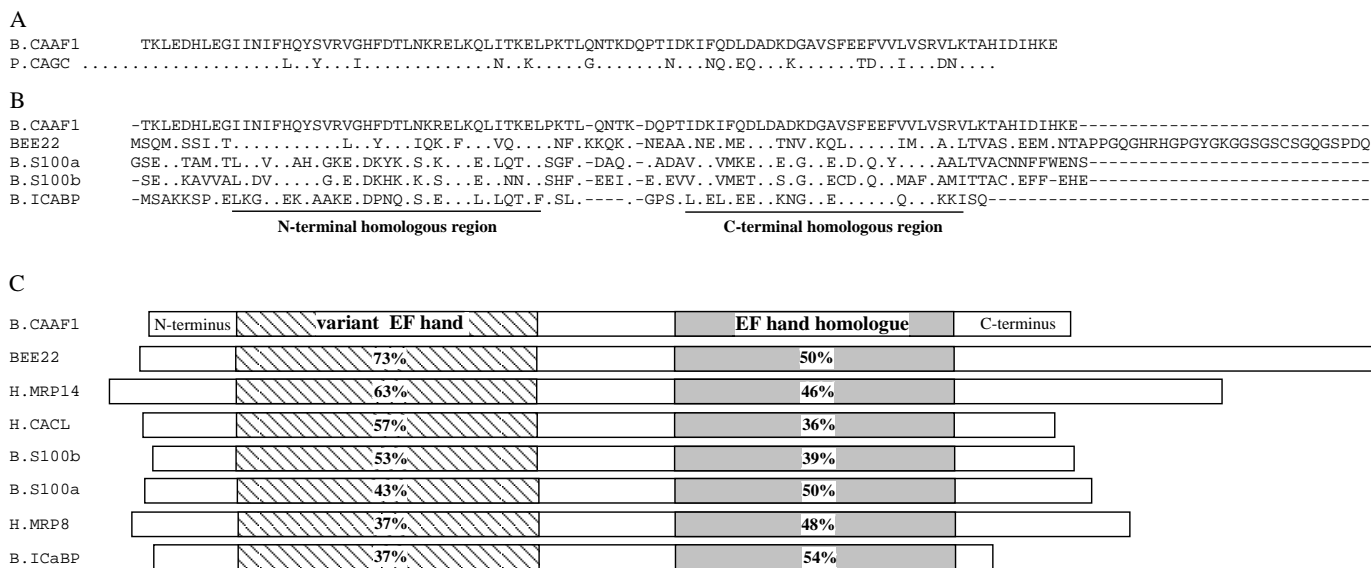 A
B.CAAF1 TKLEDHLEGIINIFHQYSVRVGHFDTLNKRELKQLITKELPKTLQNTKDQPTIDKIFQDLDADKDGAVSFEEFVVLVSRVLKTAHIDIHKE
P.CAGC ....................L..Y...I.............N..K.....G.......N...NQ.EQ...K......TD..I...DN....
B
B.CAAF1 -TKLEDHLEGIINIFHQYSVRVGHFDTLNKRELKQLITKELPKTL-QNTK-DQPTIDKIFQDLDADKDGAVSFEEFVVLVSRVLKTAHIDIHKE-----------------------------
BEE22 MSQM.SSI.T...........L..Y...IQK.F...VQ...NF.KKQK.-NEAA.NE.ME...TNV.KQL....IM..A.LTVAS.EEM.NTAPPGQGHRHGPGYGKGGSGSCSGQGSPDQ
B.S100a GSE..TAM.TL..V..AH.GKE.DKYK.S.K...E.LQT..SGF.DAQ.-ADAV.VMKE..E.G..E.D.Q.Y....AALTVACNNFFWENS-----------------------------
B.S100b -SE..KAVVAL.DV.....G.E.DKHK.K.S...E..NN..SHF.EEI.-E.EVV..VMET..S.G..ECD.Q..MAF.AMITTAC.EFF-EHE-----------------------------
B.ICABP -MSAKKSP.ELKG..EK.AAKE.DPNQ.S.E...L.LQT.F.SL.----.GPS.L.EL.EE..KNG..E......Q...KKISQ--------------------------------------
N-terminal homologous region C-terminal homologous region
C
B.CAAF1 N-terminus variant EF hand EF hand homologue C-terminus
BEE22 73% 50%
H.MRP14 63% 46%
H.CACL 57% 36%
B.S100b 53% 39%
B.S100a 43% 50%
H.MRP8 37% 48%
B.ICaBP 37% 54%